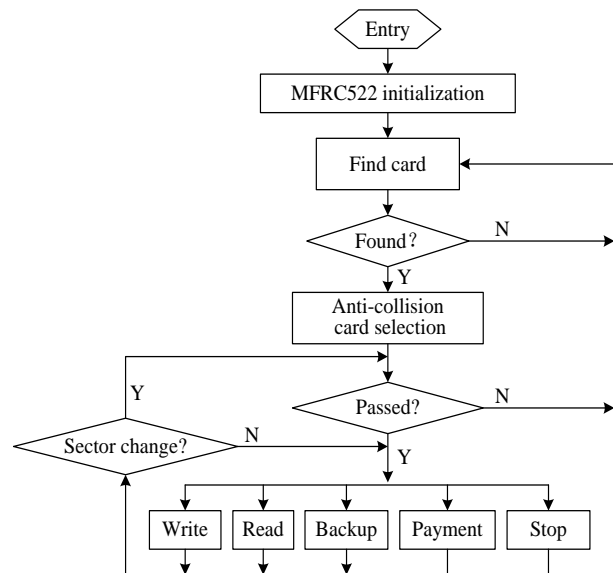 Entry
MFRC522 initialization
Find card
Found?
N
Y
Anti-collision
card selection
Y
Passed?
N
Sector change?
N
Y
Write
Read
Backup
Payment
Stop